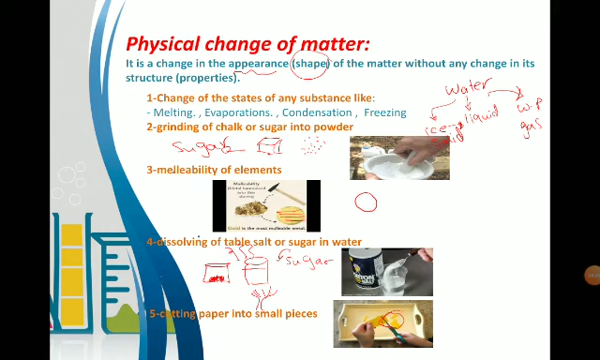 Physical change of matter:
It is a change in the appearance (shape) of the matter without any change in its
structure (properties).
1-Change of the states of any substance like:
- Melting. , Evaporations. , Condensation , Freezing
Water
ice
liquid
W.P
gas
2-grinding of chalk or sugar into powder
sugar
3-melleability of elements
Malleability
Gold is the most malleable metal
4-dissolving of table salt or sugar in water
sugar
5-cutting paper into small pieces